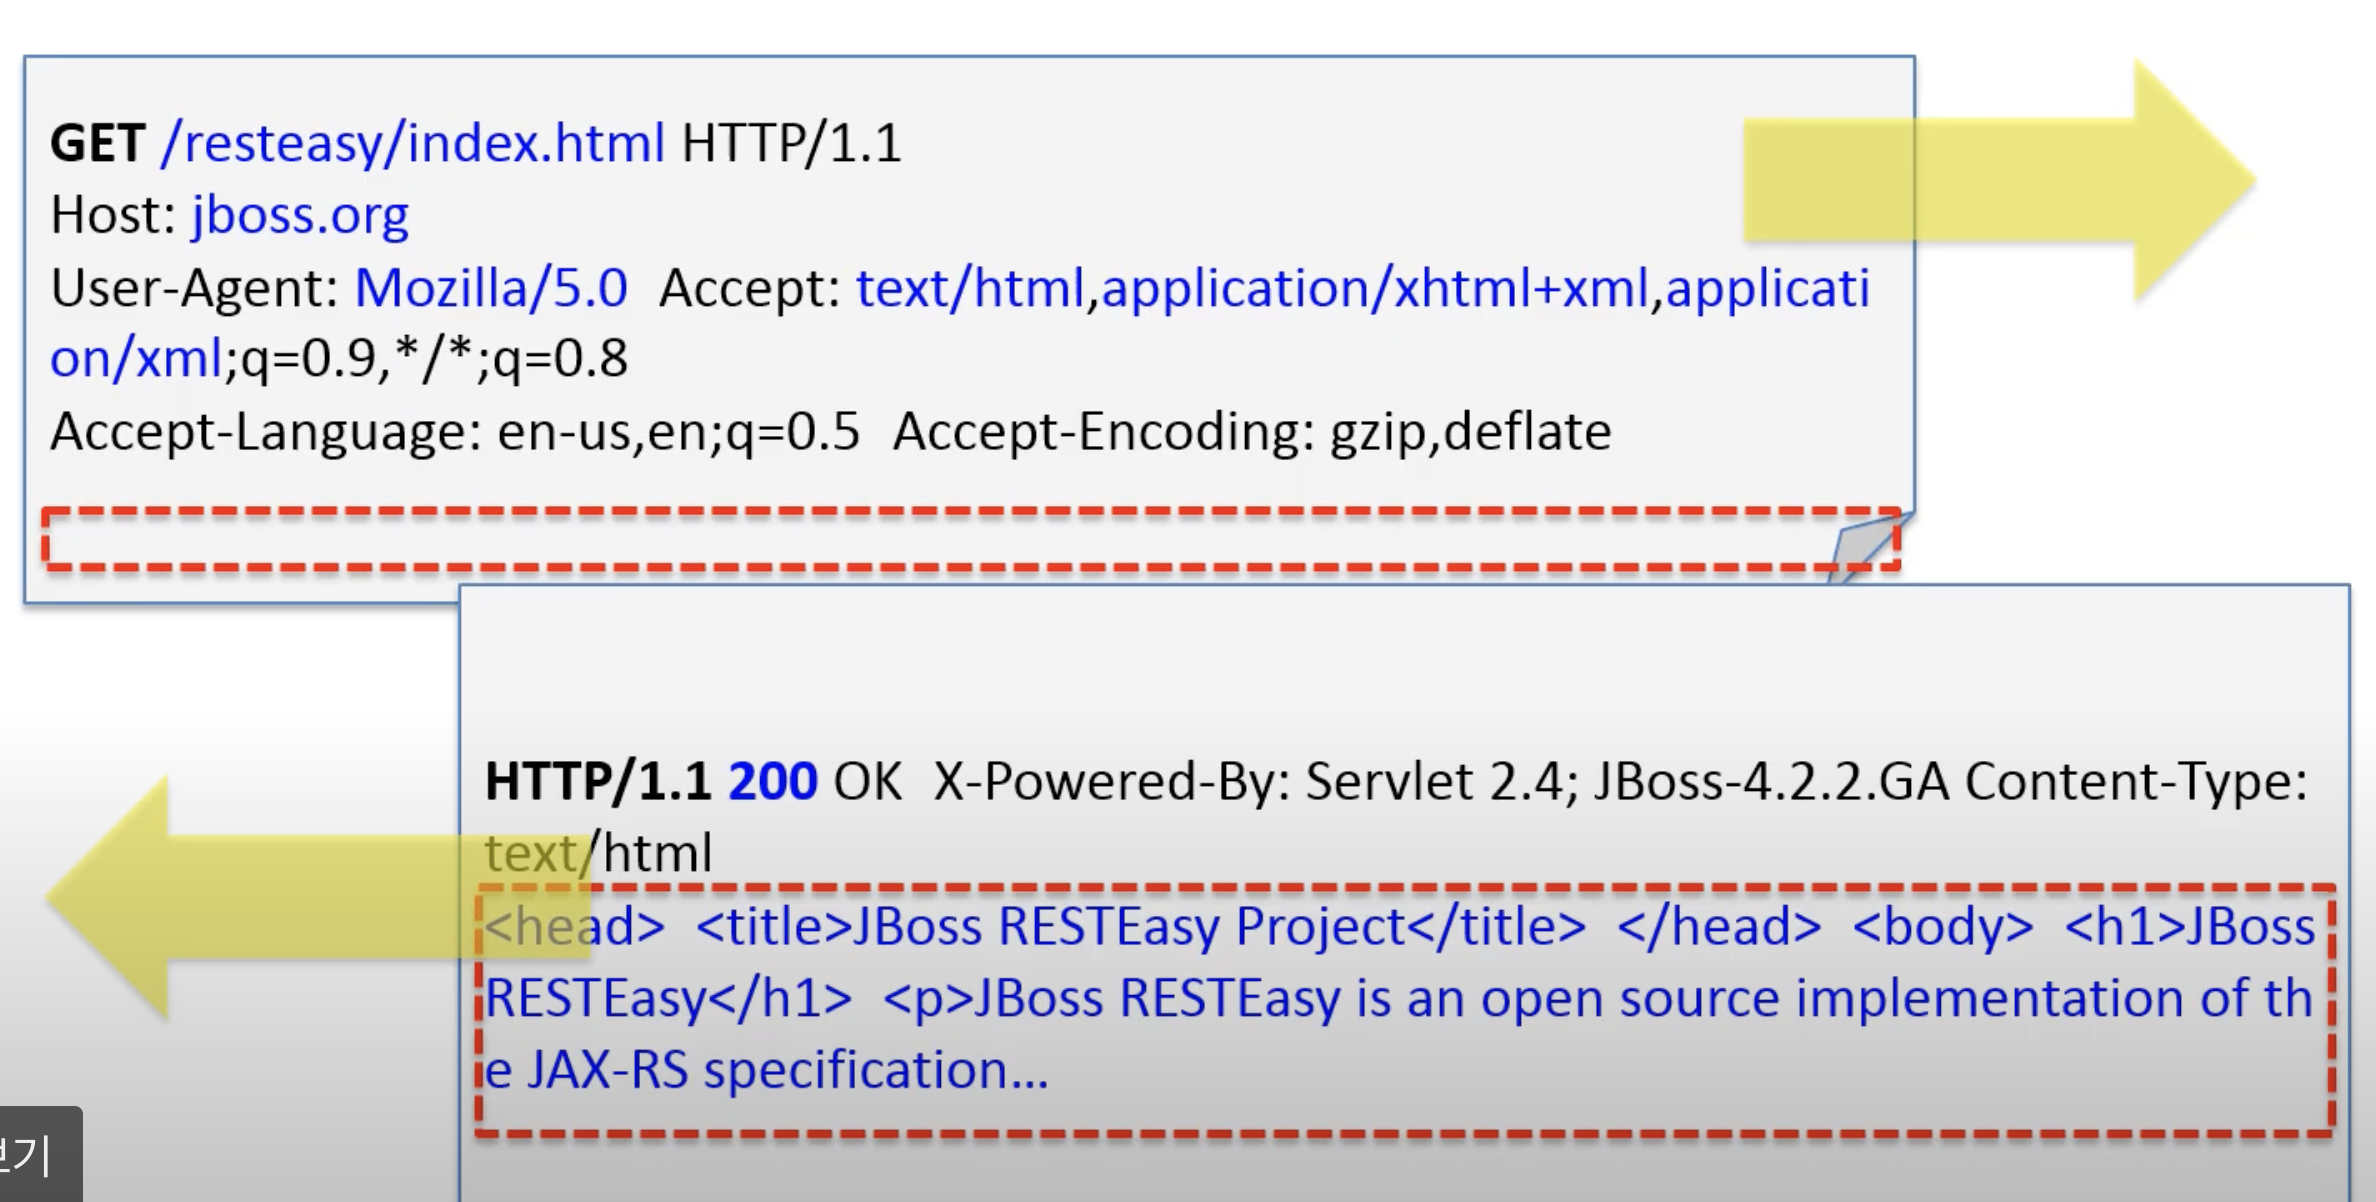 GET /resteasy/index.html HTTP/1.1
Host: jboss.org
User-Agent: Mozilla/5.0  Accept: text/html,application/xhtml+xml,applicati
on/xml;q=0.9,*/*;q=0.8
Accept-Language: en-us,en;q=0.5  Accept-Encoding: gzip,deflate
HTTP/1.1 200 OK  X-Powered-By: Servlet 2.4; JBoss-4.2.2.GA Content-Type:
text/html
<head>  <title>JBoss RESTEasy Project</title>  </head>  <body>  <h1>JBoss
RESTEasy</h1>  <p>JBoss RESTEasy is an open source implementation of th
e JAX-RS specification...